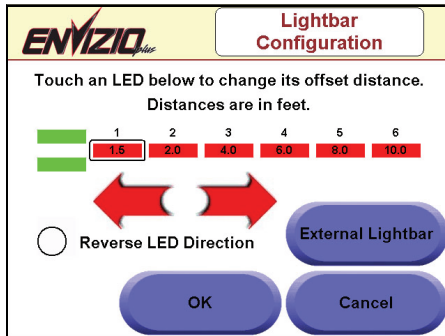 ENVIZIO plus
Lightbar
Configuration
Touch an LED below to change its offset distance.
Distances are in feet.
1 2 3 4 5 6
1.5 2.0 4.0 6.0 8.0 10.0
Reverse LED Direction
External Lightbar
OK
Cancel